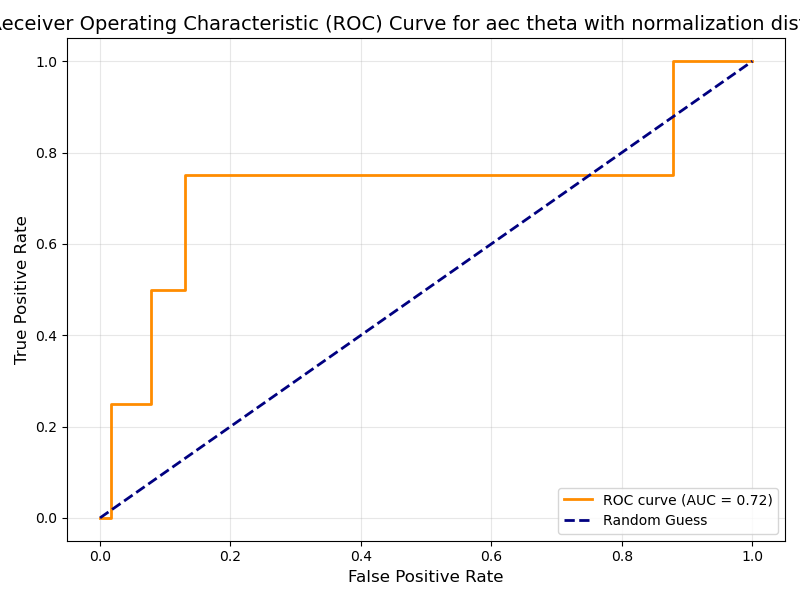 Receiver Operating Characteristic (ROC) Curve for aec theta with normalization
1.0
0.8
0.6
0.4
0.2
0.0
True Positive Rate
0.0 0.2 0.4 0.6 0.8 1.0
False Positive Rate
ROC curve (AUC = 0.72)
Random Guess